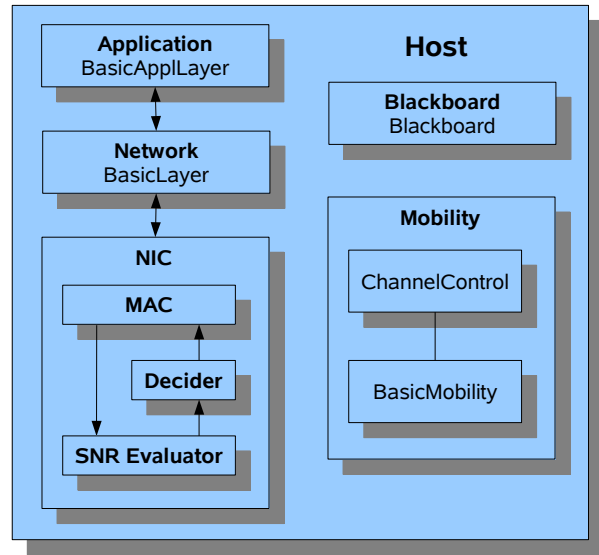 Host
Application
BasicApplLayer
Network
BasicLayer
NIC
MAC
Decider
SNR Evaluator
Blackboard
Blackboard
Mobility
ChannelControl
BasicMobility